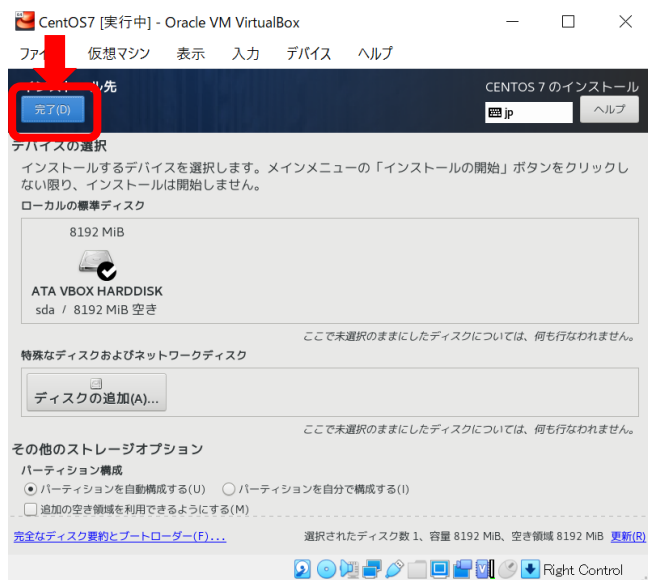 CentOS7 [実行中] - Oracle VM VirtualBox
仮想マシン 表示 入力 デバイス ヘルプ
ル先
CENTOS 7 のインストール
完了(D)
jp
ヘルプ
デバイスの選択
インストールするデバイスを選択します。メインメニューの「インストールの開始」ボタンをクリックし
ない限り、インストールは開始しません。
ローカルの標準ディスク
8192 MiB
ATA VBOX HARDDISK
sda / 8192 MiB 空き
ここで未選択のままにしたディスクについては、何も行なわれません。
特殊なディスクおよびネットワークディスク
ディスクの追加(A)...
ここで未選択のままにしたディスクについては、何も行なわれません。
その他のストレージオプション
パーティション構成
パーティションを自動構成する(U) パーティションを自分で構成する(I)
追加の空き領域を利用できるようにする(M)
完全なディスク要約とブートローダー(F)... 選択されたディスク数 1、容量 8192 MiB、空き領域 8192 MiB 更新(R)
Right Control